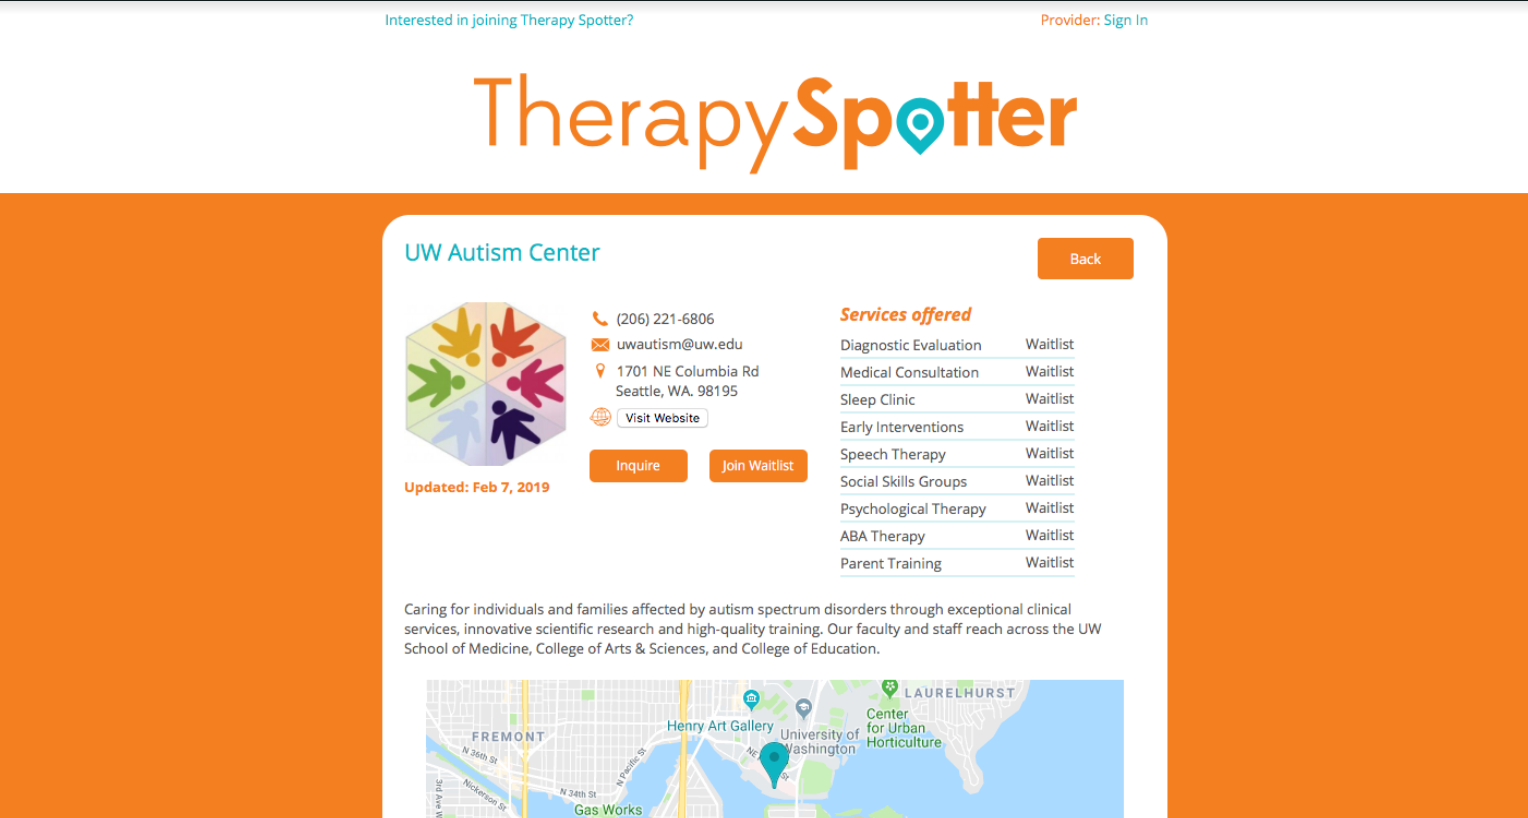 Interested in joining Therapy Spotter?
Provider: Sign In
TherapySpotter
UW Autism Center
Back
(206) 221-6806
uwautism@uw.edu
1701 NE Columbia Rd
Seattle, WA. 98195
Visit Website
Inquire
Join Waitlist
Updated: Feb 7, 2019
Services offered
Diagnostic Evaluation Waitlist
Medical Consultation Waitlist
Sleep Clinic Waitlist
Early Interventions Waitlist
Speech Therapy Waitlist
Social Skills Groups Waitlist
Psychological Therapy Waitlist
ABA Therapy Waitlist
Parent Training Waitlist
Caring for individuals and families affected by autism spectrum disorders through exceptional clinical
services, innovative scientific research and high-quality training. Our faculty and staff reach across the UW
School of Medicine, College of Arts & Sciences, and College of Education.
LAURELHURST
Henry Art Gallery
Center
for Urban
Horticulture
University of
Washington
FREMONT
N 36th St
N Pacific St
N 34th St
Nickerson St
3rd Ave W
Gas Works